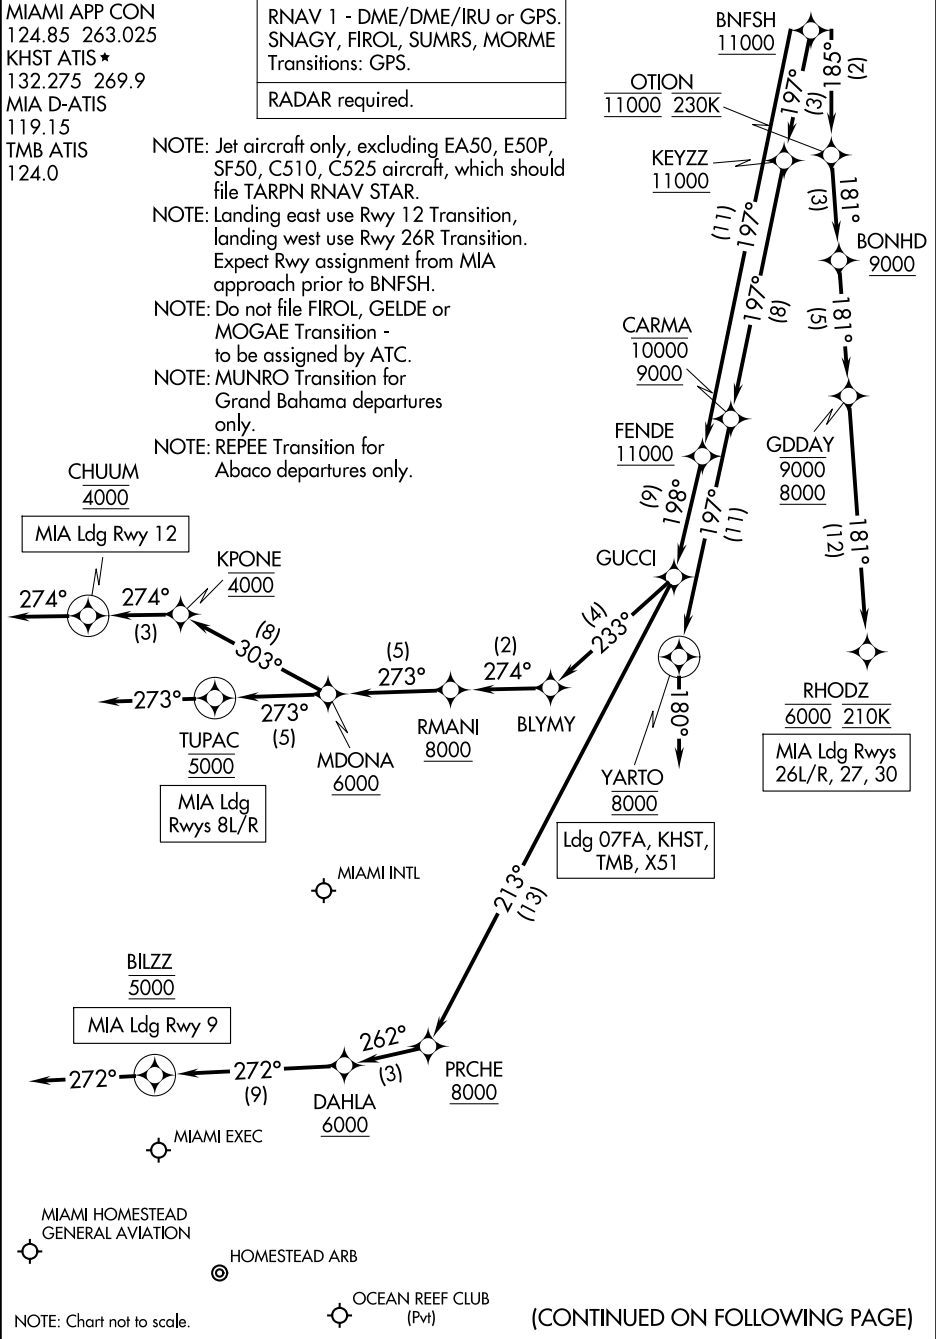 MIAMI APP CON
124.85 263.025
KHST ATIS ★
132.275 269.9
MIA D-ATIS
119.15
TMB ATIS
124.0
RNAV 1 - DME/DME/IRU or GPS.
SNAGY, FIROL, SUMRS, MORME
Transitions: GPS.
RADAR required.
NOTE: Jet aircraft only, excluding EA50, E50P,
SF50, C510, C525 aircraft, which should
file TARPN RNAV STAR.
NOTE: Landing east use Rwy 12 Transition,
landing west use Rwy 26R Transition.
Expect Rwy assignment from MIA
approach prior to BNFSH.
NOTE: Do not file FIROL, GELDE or
MOGAE Transition -
to be assigned by ATC.
NOTE: MUNRO Transition for
Grand Bahama departures
only.
NOTE: REPEE Transition for
Abaco departures only.
BNFSH
11000
185°
(2)
197°
(3)
OTION
11000 230K
KEYZZ
11000
181°
(3)
BONHD
9000
197°
(11)
197°
(8)
181°
(5)
CARMA
10000
9000
FENDE
11000
GDDAY
9000
8000
198°
(9)
197°
(11)
181°
(12)
CHUUM
4000
MIA Ldg Rwy 12
KPONE
4000
GUCCI
274°
274°
(3)
303°
(8)
273°
(5)
274°
(2)
233°
(4)
273°
273°
(5)
TUPAC
5000
MIA Ldg
Rwys 8L/R
MDONA
6000
RMANI
8000
BLYMY
180°
YARTO
8000
Ldg 07FA, KHST,
TMB, X51
RHODZ
6000 210K
MIA Ldg Rwys
26L/R, 27, 30
MIAMI INTL
213°
(13)
BILZZ
5000
MIA Ldg Rwy 9
272°
272°
(9)
262°
(3)
DAHLA
6000
PRCHE
8000
MIAMI EXEC
MIAMI HOMESTEAD
GENERAL AVIATION
HOMESTEAD ARB
OCEAN REEF CLUB
(Pvt)
NOTE: Chart not to scale.
(CONTINUED ON FOLLOWING PAGE)